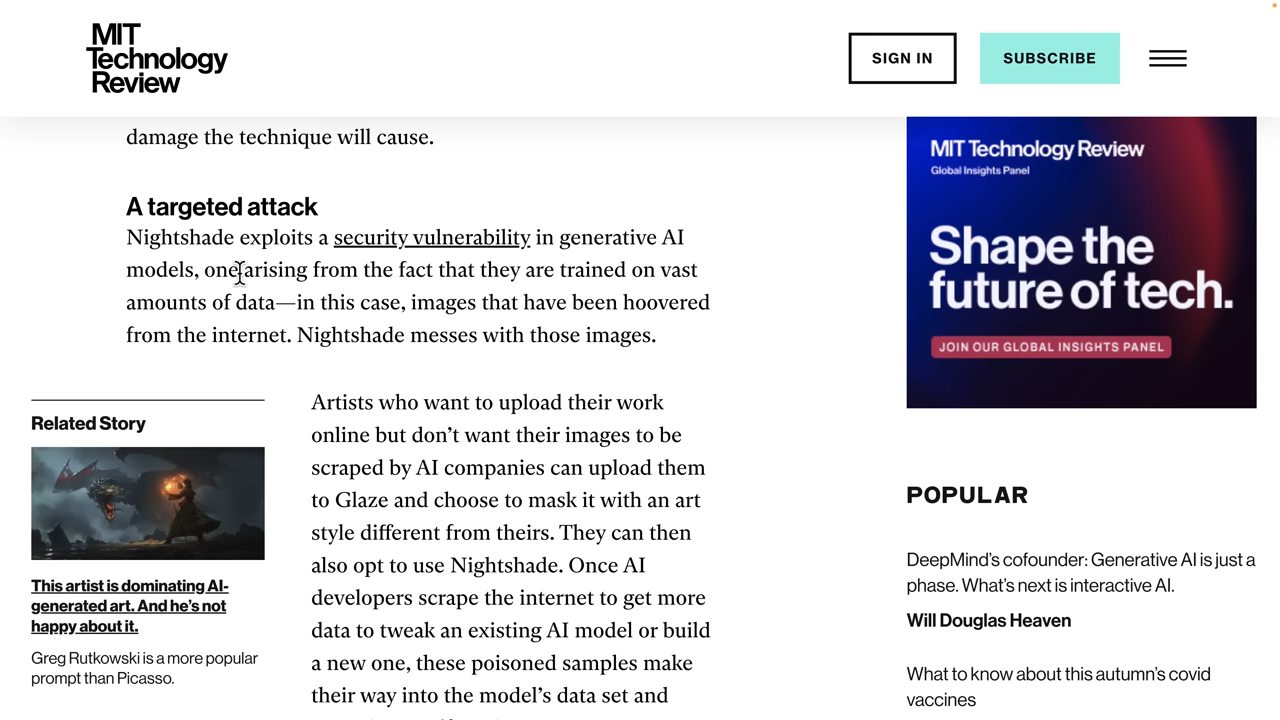 MIT
Technology
Review
SIGN IN
SUBSCRIBE
damage the technique will cause.
A targeted attack
Nightshade exploits a security vulnerability in generative AI
models, one arising from the fact that they are trained on vast
amounts of data—in this case, images that have been hoovered
from the internet. Nightshade messes with those images.
Related Story
This artist is dominating AI-
generated art. And he’s not
happy about it.
Greg Rutkowski is a more popular
prompt than Picasso.
Artists who want to upload their work
online but don’t want their images to be
scraped by AI companies can upload them
to Glaze and choose to mask it with an art
style different from theirs. They can then
also opt to use Nightshade. Once AI
developers scrape the internet to get more
data to tweak an existing AI model or build
a new one, these poisoned samples make
their way into the model’s data set and
MIT Technology Review
Global Insights Panel
Shape the
future of tech.
JOIN OUR GLOBAL INSIGHTS PANEL
POPULAR
DeepMind’s cofounder: Generative AI is just a
phase. What’s next is interactive AI.
Will Douglas Heaven
What to know about this autumn’s covid
vaccines